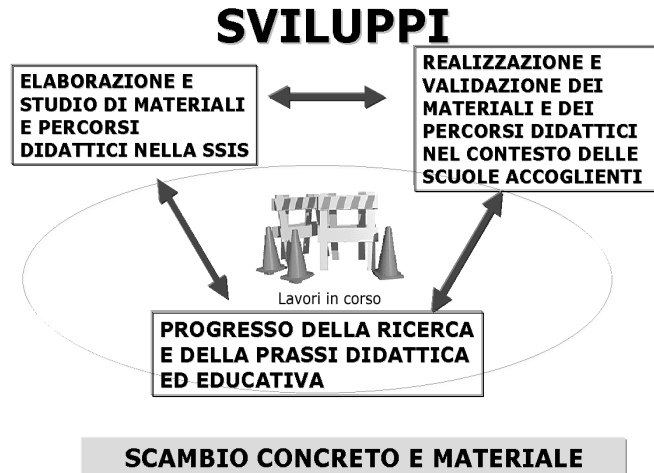 SVILUPPI
ELABORAZIONE E
STUDIO DI MATERIALI
E PERCORSI
DIDATTICI NELLA SSIS
REALIZZAZIONE E
VALIDAZIONE DEI
MATERIALI E DEI
PERCORSI DIDATTICI
NEL CONTESTO DELLE
SCUOLE ACCOGLIENTI
Lavori in corso
PROGRESSO DELLA RICERCA
E DELLA PRASSI DIDATTICA
ED EDUCATIVA
SCAMBIO CONCRETO E MATERIALE